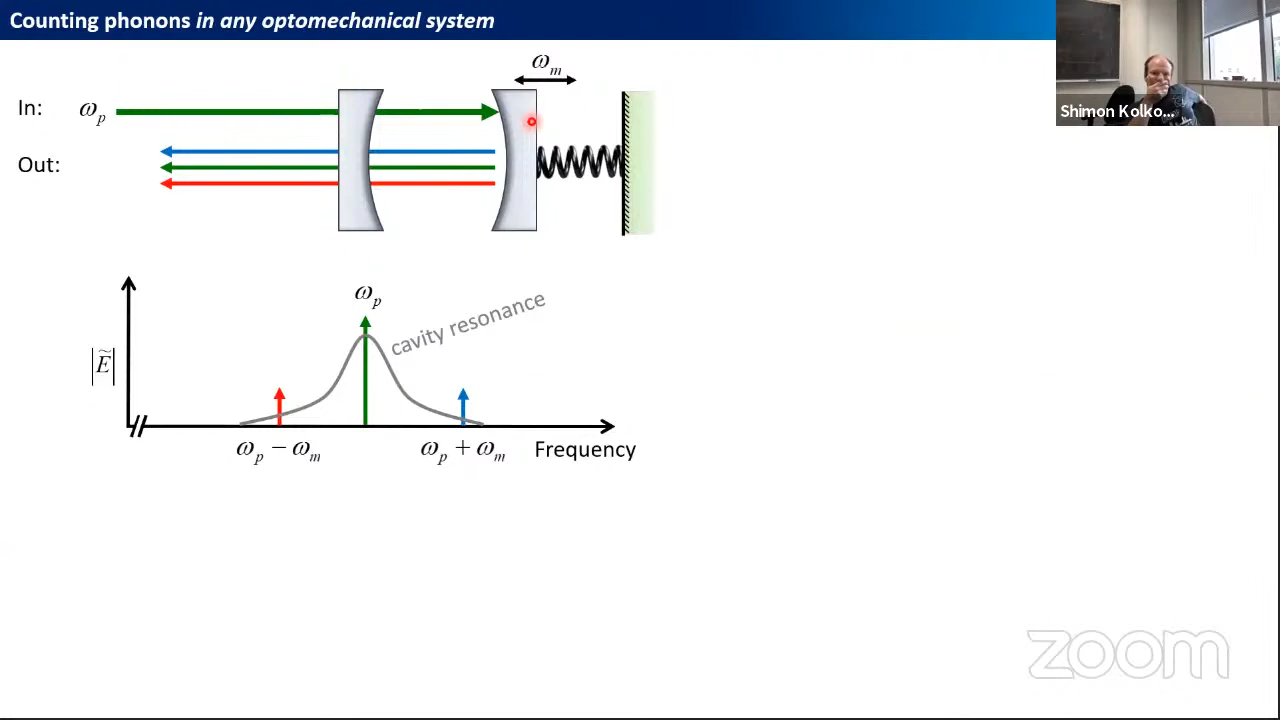 Counting phonons in any optomechanical system
ωm
In: ωp
Out:
Shimon Kolko...
ωp
cavity resonance
|Ẽ|
ωp − ωm
ωp + ωm
Frequency
zoom